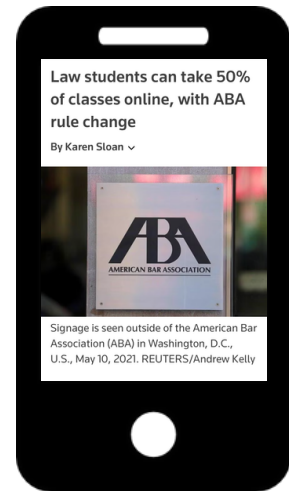 Law students can take 50%
of classes online, with ABA
rule change
By Karen Sloan
ABA
AMERICAN BAR ASSOCIATION
Signage is seen outside of the American Bar
Association (ABA) in Washington, D.C.,
U.S., May 10, 2021. REUTERS/Andrew Kelly